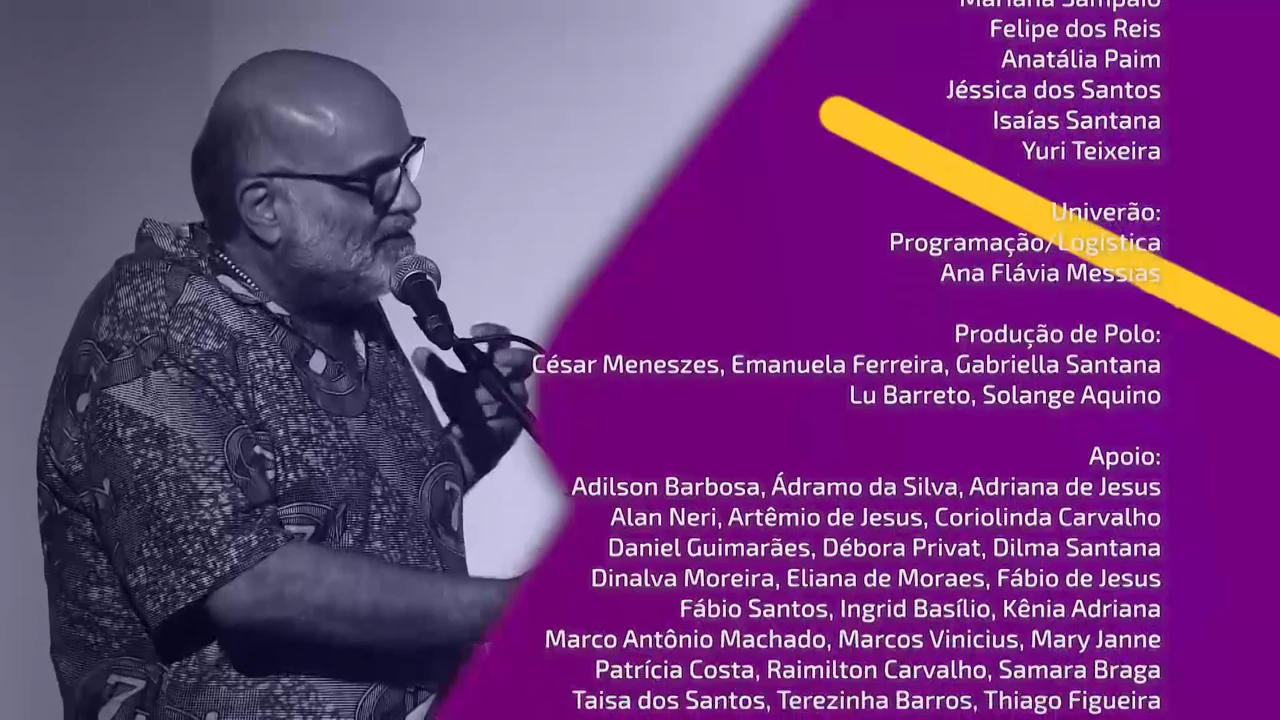 Mariana Sampaio
Felipe dos Reis
Anatália Paim
Jéssica dos Santos
Isaías Santana
Yuri Teixeira
Univerão:
Programação/Logística
Ana Flávia Messias
Produção de Polo:
César Meneszes, Emanuela Ferreira, Gabriella Santana
Lu Barreto, Solange Aquino
Apoio:
Adilson Barbosa, Ádramo da Silva, Adriana de Jesus
Alan Neri, Artêmio de Jesus, Coriolinda Carvalho
Daniel Guimarães, Débora Privat, Dilma Santana
Dinalva Moreira, Eliana de Moraes, Fábio de Jesus
Fábio Santos, Ingrid Basílio, Kênia Adriana
Marco Antônio Machado, Marcos Vinicius, Mary Janne
Patrícia Costa, Raimilton Carvalho, Samara Braga
Taisa dos Santos, Terezinha Barros, Thiago Figueira